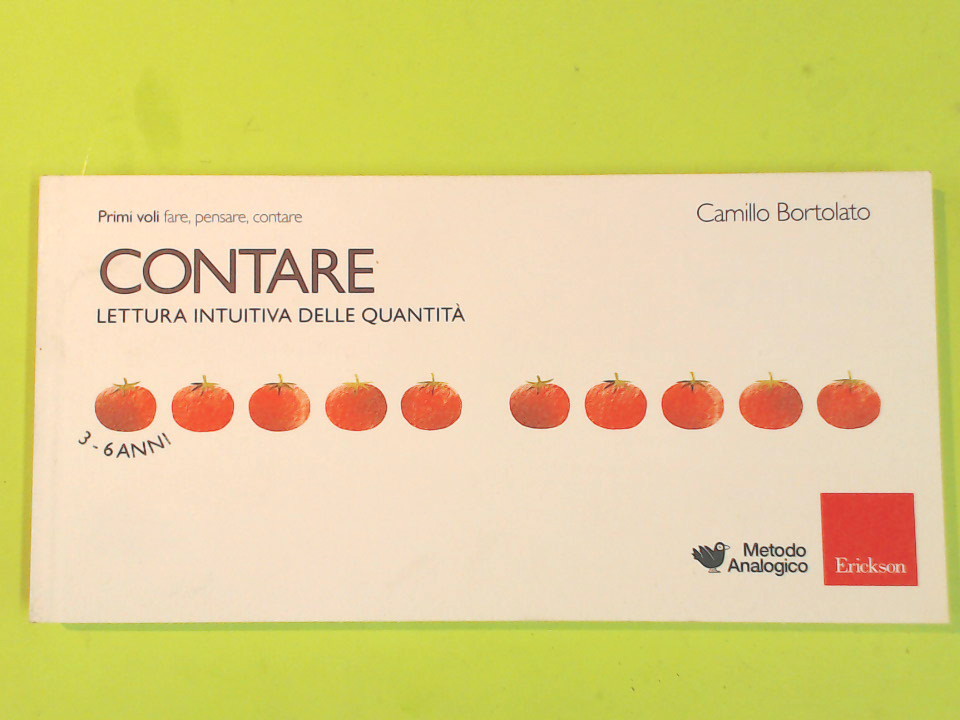 Primi voli fare, pensare, contare
Camillo Bortolato
CONTARE
LETTURA INTUITIVA DELLE QUANTITÀ
3 - 6 ANNI
Metodo
Analogico
Erickson